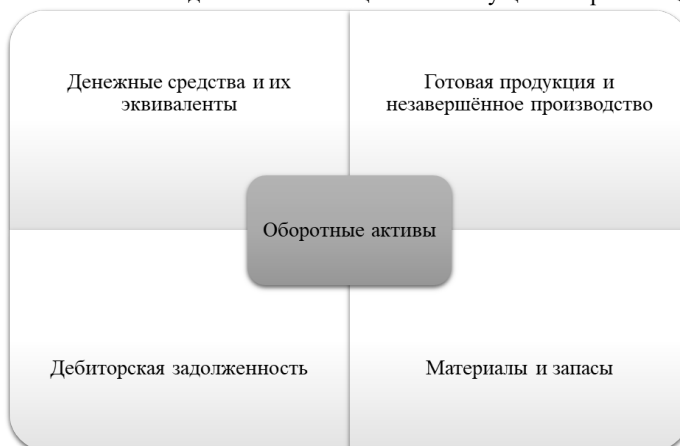 Денежные средства и их
эквиваленты
Готовая продукция и
незавершённое производство
Оборотные активы
Дебиторская задолженность
Материалы и запасы